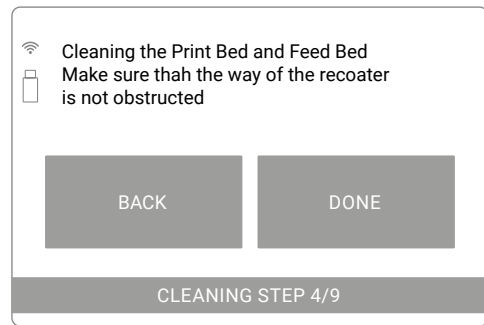 Cleaning the Print Bed and Feed Bed
Make sure thah the way of the recoater
is not obstructed
BACK
DONE
CLEANING STEP 4/9